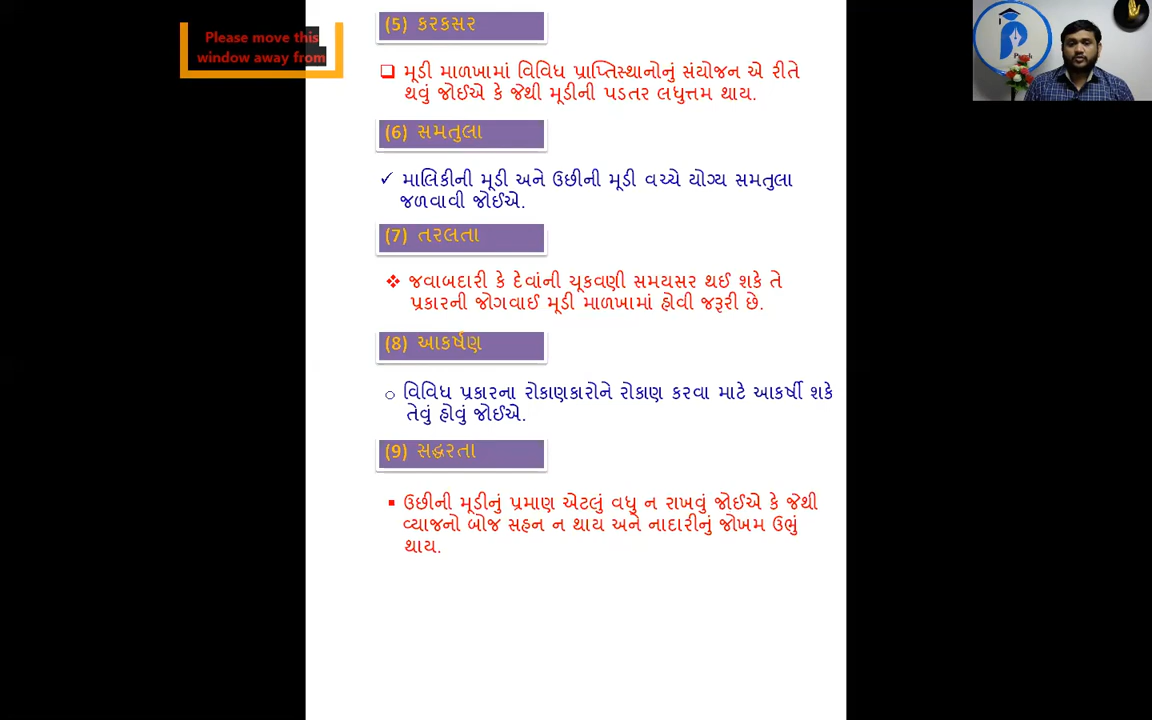 Please move this
window away from
(5) કરકસર
❑ મૂડી માળખામાં વિવિધ પ્રાપ્તિસ્થાનોનું સંયોજન એ રીતે
થવું જોઈએ કે જેથી મૂડીની પડતર લઘુત્તમ થાય.
(6) સમતુલા
✓ માલિકીની મૂડી અને ઉછીની મૂડી વચ્ચે યોગ્ય સમતુલા
જળવાવી જોઈએ.
(7) તરલતા
❖ જવાબદારી કે દેવાંની ચૂકવણી સમયસર થઈ શકે તે
પ્રકારની જોગવાઈ મૂડી માળખામાં હોવી જરૂરી છે.
(8) આકર્ષણ
o વિવિધ પ્રકારના રોકાણકારોને રોકાણ કરવા માટે આકર્ષી શકે
તેવું હોવું જોઈએ.
(9) સદ્ધરતા
▪ ઉછીની મૂડીનું પ્રમાણ એટલું વધુ ન રાખવું જોઈએ કે જેથી
વ્યાજનો બોજ સહન ન થાય અને નાદારીનું જોખમ ઉભું
થાય.